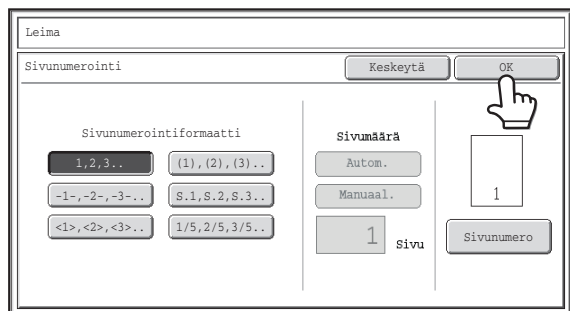 Leima
Sivunumerointi
Keskeytä
OK
Sivunumerointiformaatti
1,2,3..
(1),(2),(3)..
-1-,-2-,-3-..
S.1,S.2,S.3..
<1>,<2>,<3>..
1/5,2/5,3/5..
Sivumäärä
Autom.
Manuaal.
1 Sivu
1
Sivunumero